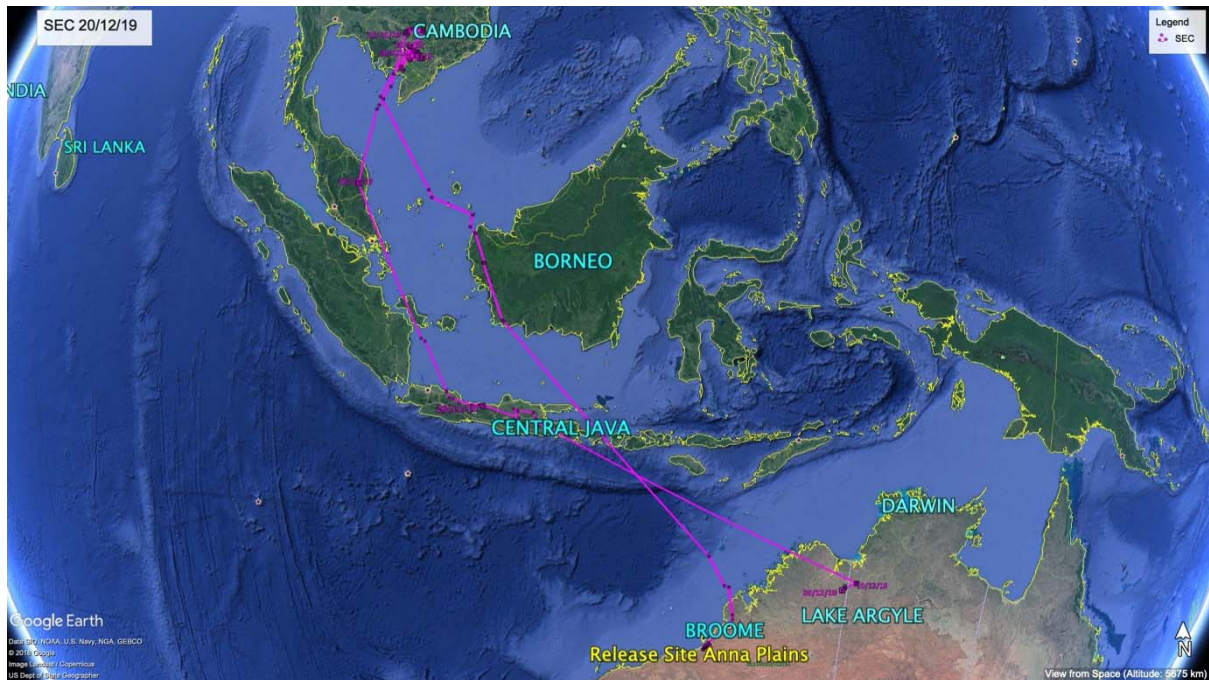 SEC 20/12/19
Legend
SEC
CAMBODIA
NDIA
SRI LANKA
BORNEO
CENTRAL JAVA
DARWIN
LAKE ARGYLE
BROOME
Release Site Anna Plains
Google Earth
Data SIO, NOAA, U.S. Navy, NGA, GEBCO
© 2018 Google
Image Landsat / Copernicus
US Dept of State Geographer
View from Space (Altitude: 5675 km)
N